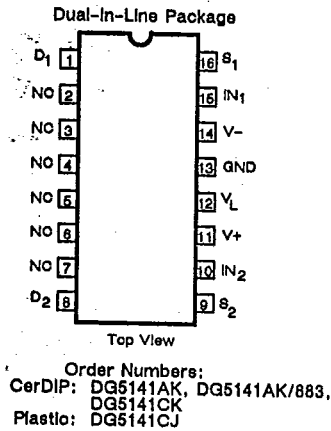 Dual-In-Line Package
D1 1 16 S1
NC 2 15 IN1
NC 3 14 V-
NC 4 13 GND
NC 5 12 VL
NC 6 11 V+
NC 7 10 IN2
D2 8 9 S2
Top View
Order Numbers:
CerDIP: DG5141AK, DG5141AK/883,
DG5141CK
Plastic: DG5141CJ